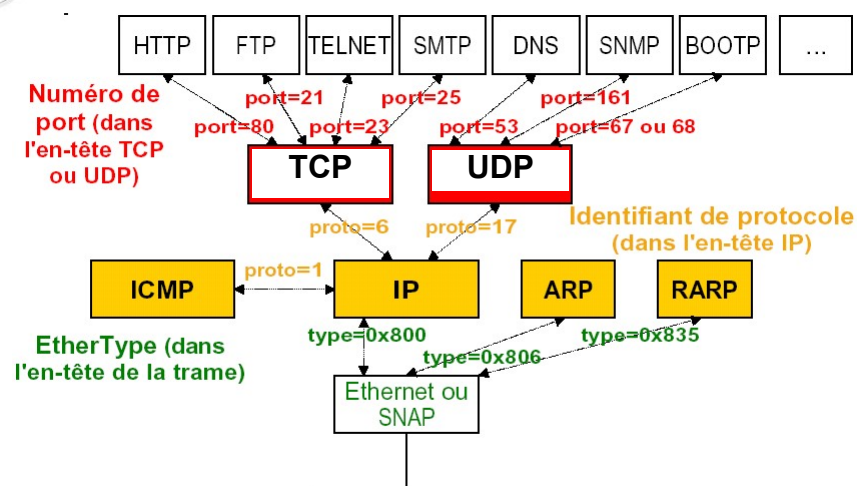 HTTP
FTP
TELNET
SMTP
DNS
SNMP
BOOTP
...
Numéro de
port (dans
l'en-tête TCP
ou UDP)
port=21
port=25
port=161
port=80
port=23
port=53
port=67 ou 68
TCP
UDP
proto=6
proto=17
Identifiant de protocole
(dans l'en-tête IP)
proto=1
ICMP
IP
ARP
RARP
EtherType (dans
l'en-tête de la trame)
type=0x800
type=0x806
type=0x835
Ethernet ou
SNAP